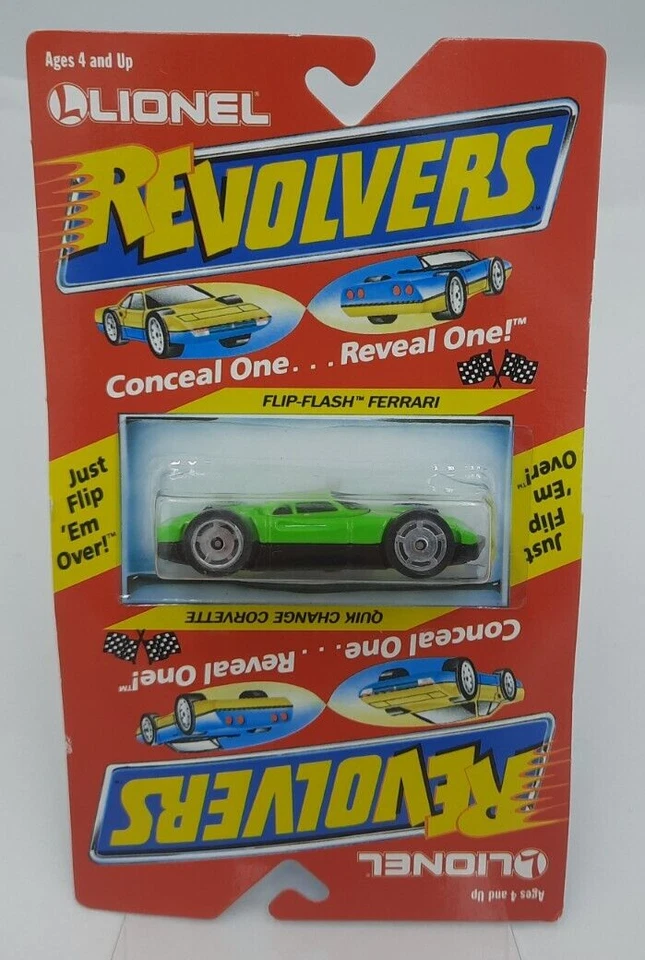 Ages 4 and Up
LIONEL
REVOLVERS™
Conceal One. . . Reveal One!™
FLIP-FLASH™ FERRARI
Just
Flip
'Em
Over!™
Just
Flip
'Em
Over!™
QUIK CHANGE CORVETTE
Conceal One. . . Reveal One!™
REVOLVERS
LIONEL
Ages 4 and Up